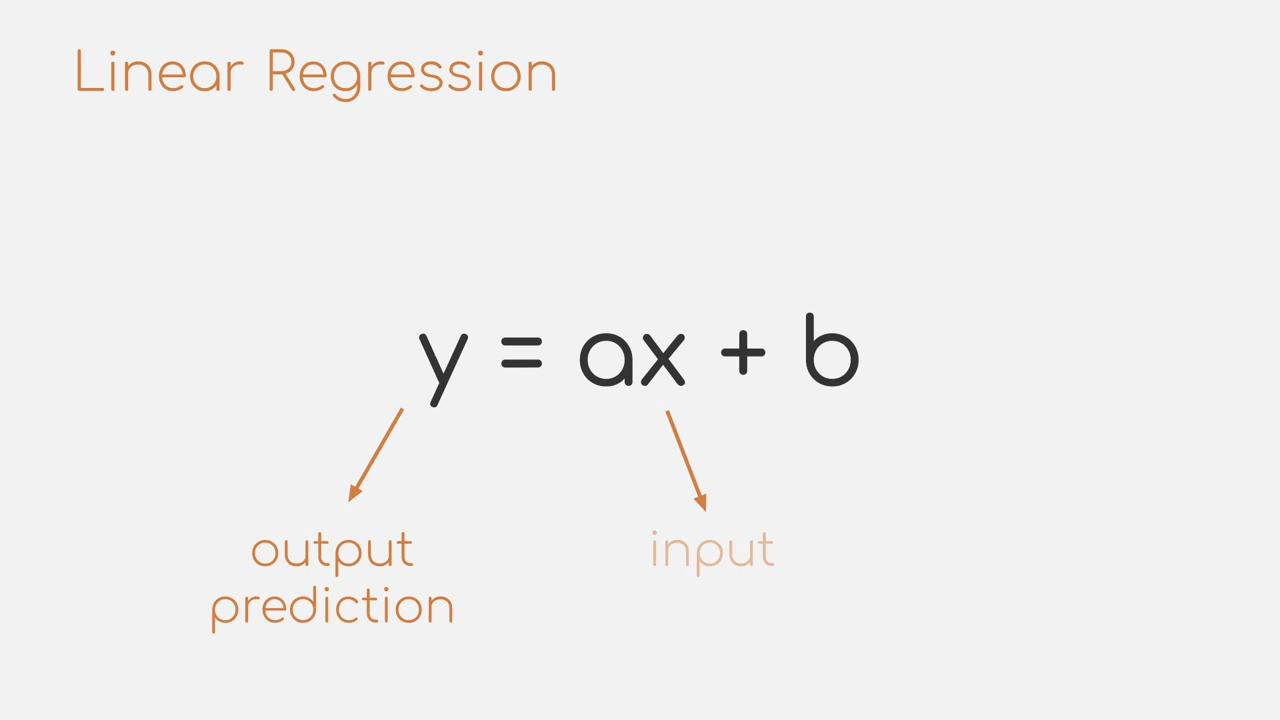 Linear Regression
y = ax + b
output
prediction
input